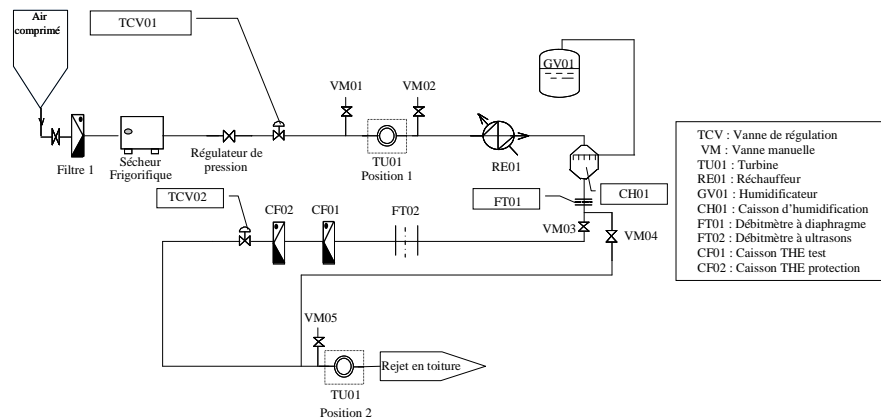 Air
comprimé
TCV01
VM01
VM02
GV01
Filtre 1
Sécheur
Frigorifique
Régulateur de
pression
TU01
Position 1
RE01
CH01
FT01
TCV02
CF02
CF01
FT02
VM03
VM04
VM05
Rejet en toiture
TU01
Position 2
TCV : Vanne de régulation
VM : Vanne manuelle
TU01 : Turbine
RE01 : Réchauffeur
GV01 : Humidificateur
CH01 : Caisson d’humidification
FT01 : Débitmètre à diaphragme
FT02 : Débitmètre à ultrasons
CF01 : Caisson THE test
CF02 : Caisson THE protection